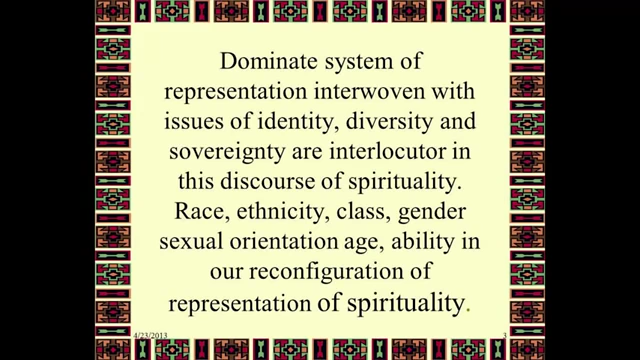 Dominate system of
representation interwoven with
issues of identity, diversity and
sovereignty are interlocutor in
this discourse of spirituality.
Race, ethnicity, class, gender
sexual orientation age, ability in
our reconfiguration of
representation of spirituality.
4/23/2013 3